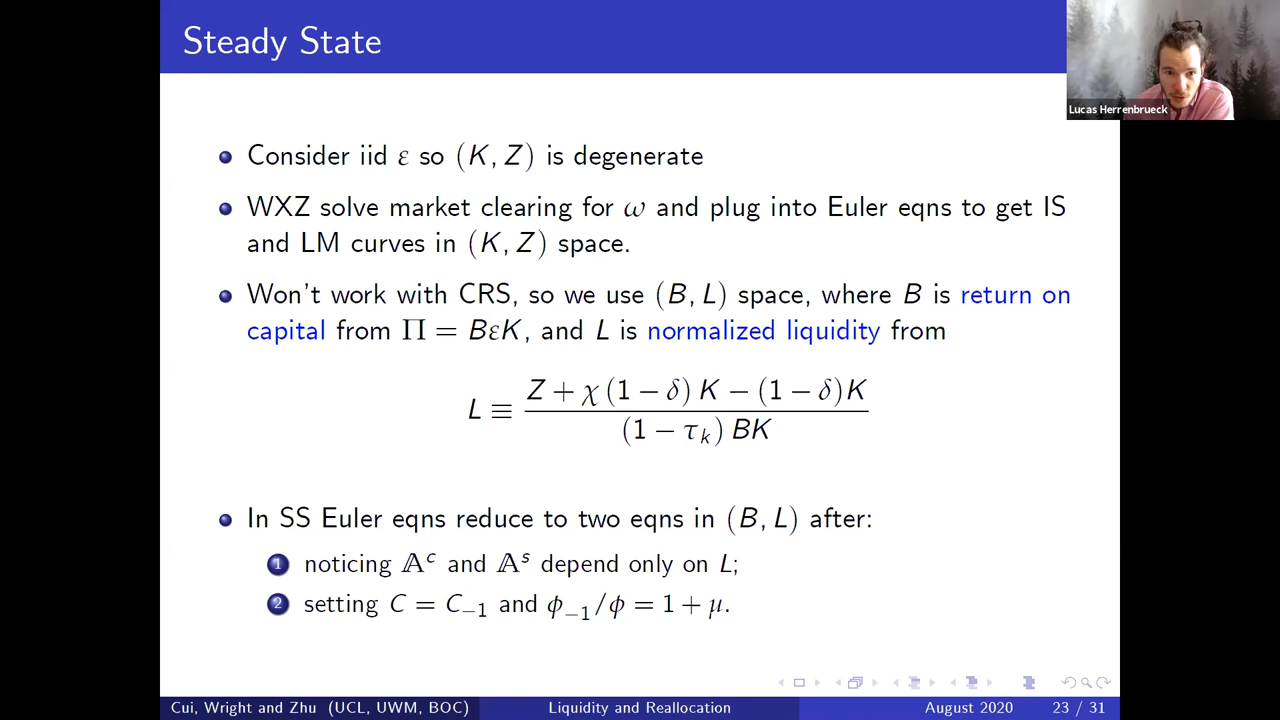 Steady State
Lucas Herrenbrueck
Consider iid ε so (K, Z) is degenerate
WXZ solve market clearing for ω and plug into Euler eqns to get IS
and LM curves in (K, Z) space.
Won't work with CRS, so we use (B, L) space, where B is return on
capital from Π = BεK, and L is normalized liquidity from
L ≡ Z + χ (1 − δ) K − (1 − δ)K
(1 − τₖ) BK
In SS Euler eqns reduce to two eqns in (B, L) after:
1 noticing 𝔸ᶜ and 𝔸ˢ depend only on L;
2 setting C = C₋₁ and ϕ₋₁/ϕ = 1 + μ.
Cui, Wright and Zhu (UCL, UWM, BOC) Liquidity and Reallocation August 2020 23 / 31